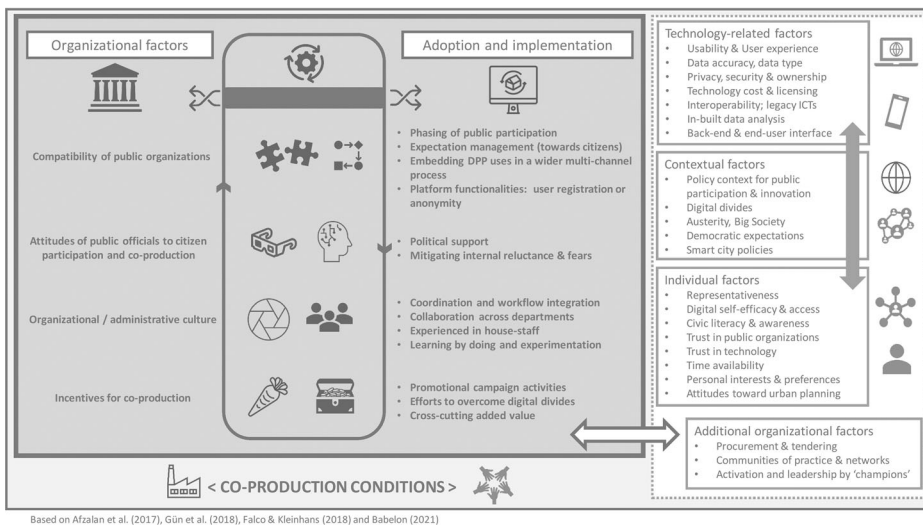 Organizational factors
Compatibility of public organizations
Attitudes of public officials to citizen
participation and co-production
Organizational / administrative culture
Incentives for co-production
Adoption and implementation
• Phasing of public participation
• Expectation management (towards citizens)
• Embedding DPP uses in a wider multi-channel
process
• Platform functionalities: user registration or
anonymity
• Political support
• Mitigating internal reluctance & fears
• Coordination and workflow integration
• Collaboration across departments
• Experienced in house-staff
• Learning by doing and experimentation
• Promotional campaign activities
• Efforts to overcome digital divides
• Cross-cutting added value
Technology-related factors
• Usability & User experience
• Data accuracy, data type
• Privacy, security & ownership
• Technology cost & licensing
• Interoperability; legacy ICTs
• In-built data analysis
• Back-end & end-user interface
Contextual factors
• Policy context for public
participation & innovation
• Digital divides
• Austerity, Big Society
• Democratic expectations
• Smart city policies
Individual factors
• Representativeness
• Digital self-efficacy & access
• Civic literacy & awareness
• Trust in public organizations
• Trust in technology
• Time availability
• Personal interests & preferences
• Attitudes toward urban planning
Additional organizational factors
• Procurement & tendering
• Communities of practice & networks
• Activation and leadership by 'champions'
< CO-PRODUCTION CONDITIONS >
Based on Afzalan et al. (2017), Gün et al. (2018), Falco & Kleinhans (2018) and Babelon (2021)